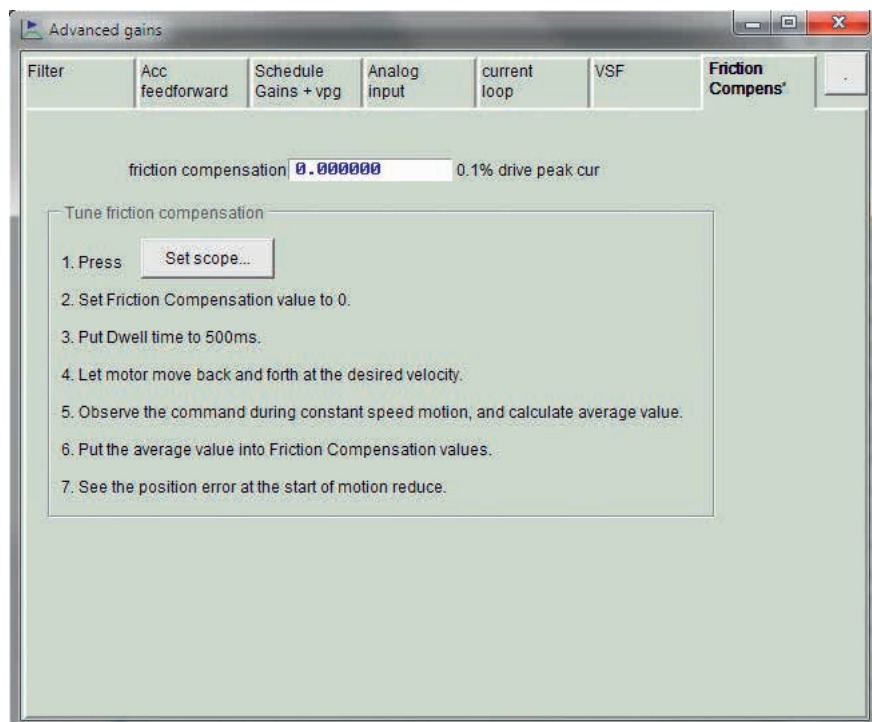 Advanced gains
Filter
Acc feedforward
Schedule Gains + vpg
Analog input
current loop
VSF
Friction Compens'
.
friction compensation 0.000000 0.1% drive peak cur
Tune friction compensation
1. Press Set scope...
2. Set Friction Compensation value to 0.
3. Put Dwell time to 500ms.
4. Let motor move back and forth at the desired velocity.
5. Observe the command during constant speed motion, and calculate average value.
6. Put the average value into Friction Compensation values.
7. See the position error at the start of motion reduce.